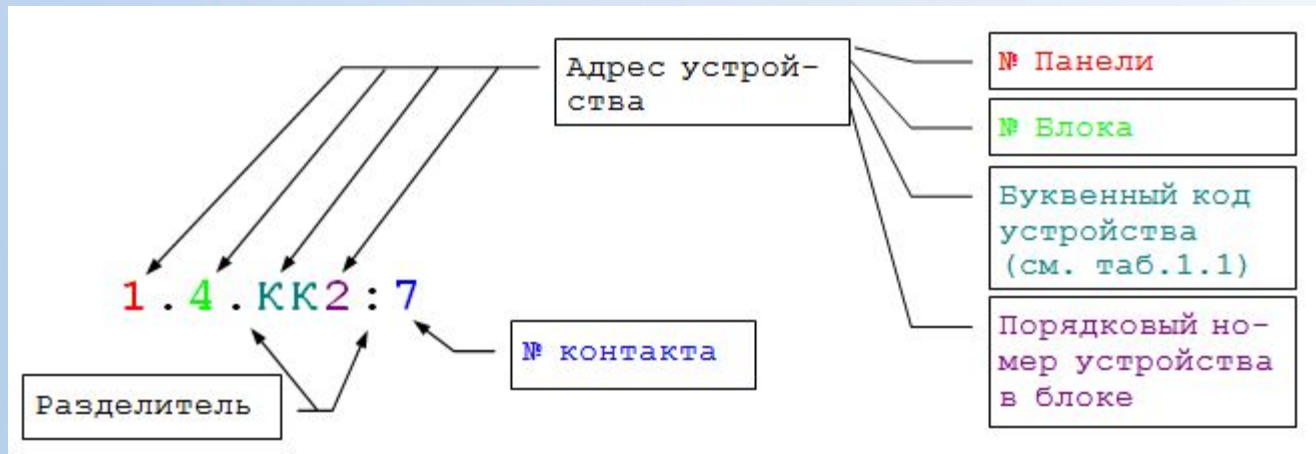 Адрес устрой-
ства
№ Панели
№ Блока
Буквенный код
устройства
(см. таб.1.1)
Порядковый но-
мер устройства
в блоке
1.4.КК2:7
№ контакта
Разделитель